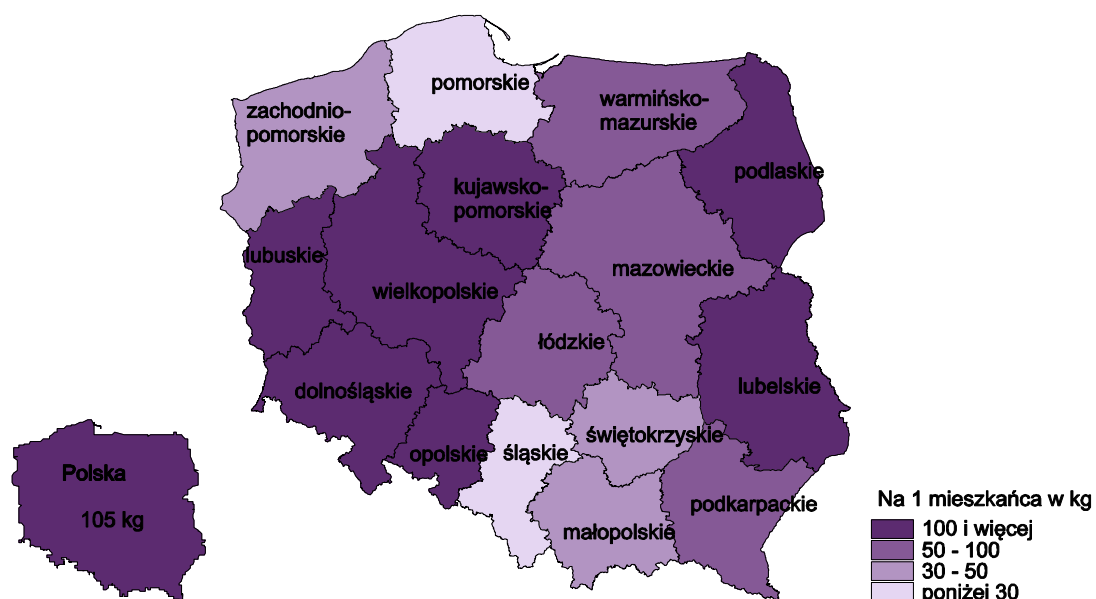 pomorskie
zachodnio-
pomorskie
warmińsko-
mazurskie
podlaskie
kujawsko-
pomorskie
lubuskie
mazowieckie
wielkopolskie
łódzkie
dolnośląskie
lubelskie
świętokrzyskie
opolskie
śląskie
Polska
105 kg
podkarpackie
małopolskie
Na 1 mieszkańca w kg
100 i więcej
50 - 100
30 - 50
poniżej 30